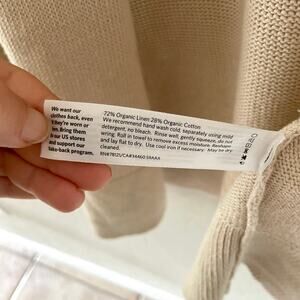 We want our
clothes back, even
if they're worn or
torn. Bring them
to our US stores
and support our
take-back program.
72% Organic Linen 28% Organic Cotton
We recommend hand wash cold, separately using mild
detergent, no bleach. Rinse well, gently squeeze, do not
wring. Roll in towel to remove excess moisture. Reshape
and lay flat to dry. Use cool iron if necessary. May be dry
cleaned.